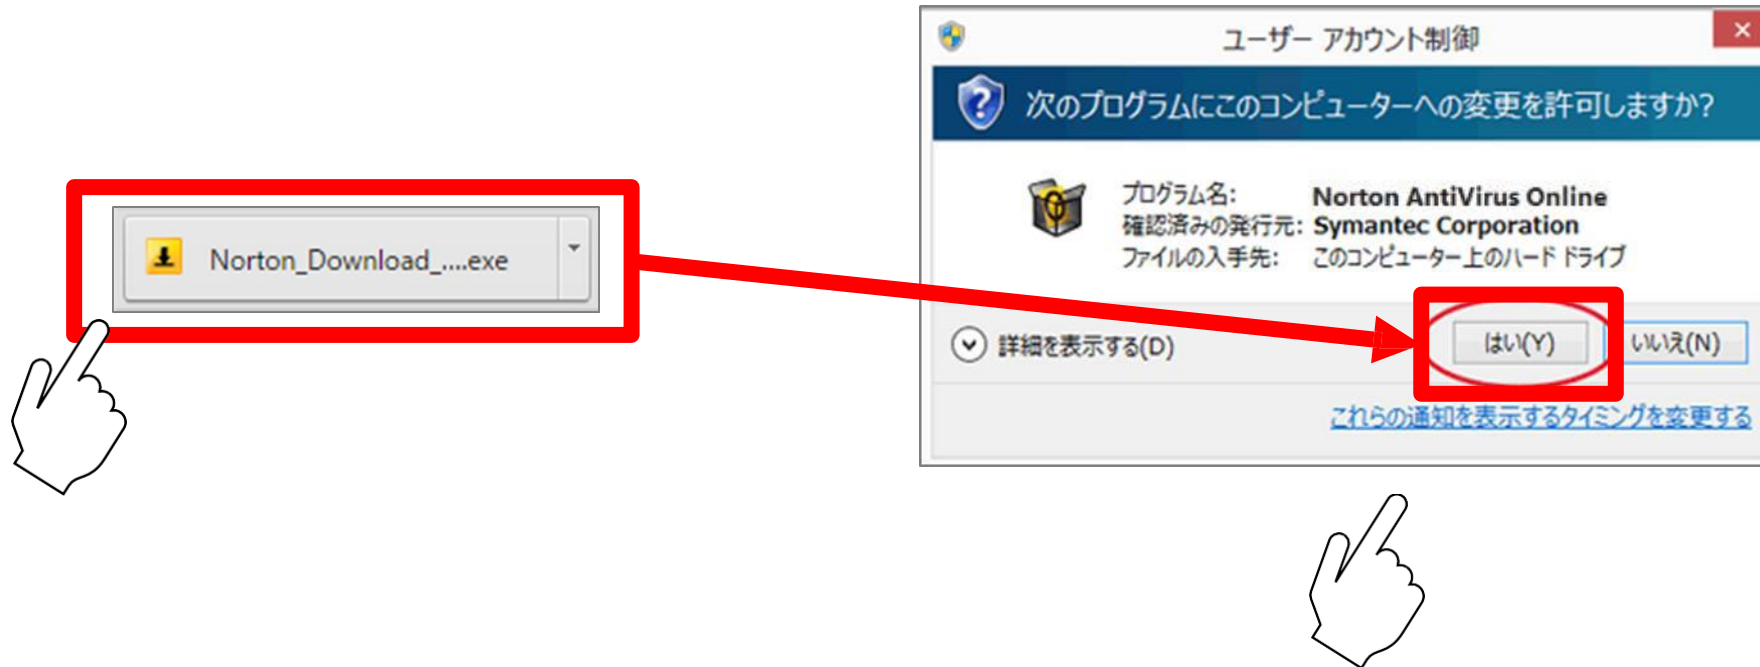 Norton_Download_....exe
ユーザー アカウント制御
次のプログラムにこのコンピューターへの変更を許可しますか?
プログラム名: Norton AntiVirus Online
確認済みの発行元: Symantec Corporation
ファイルの入手先: このコンピューター上のハード ドライブ
詳細を表示する(D) はい(Y) いいえ(N)
これらの通知を表示するタイミングを変更する